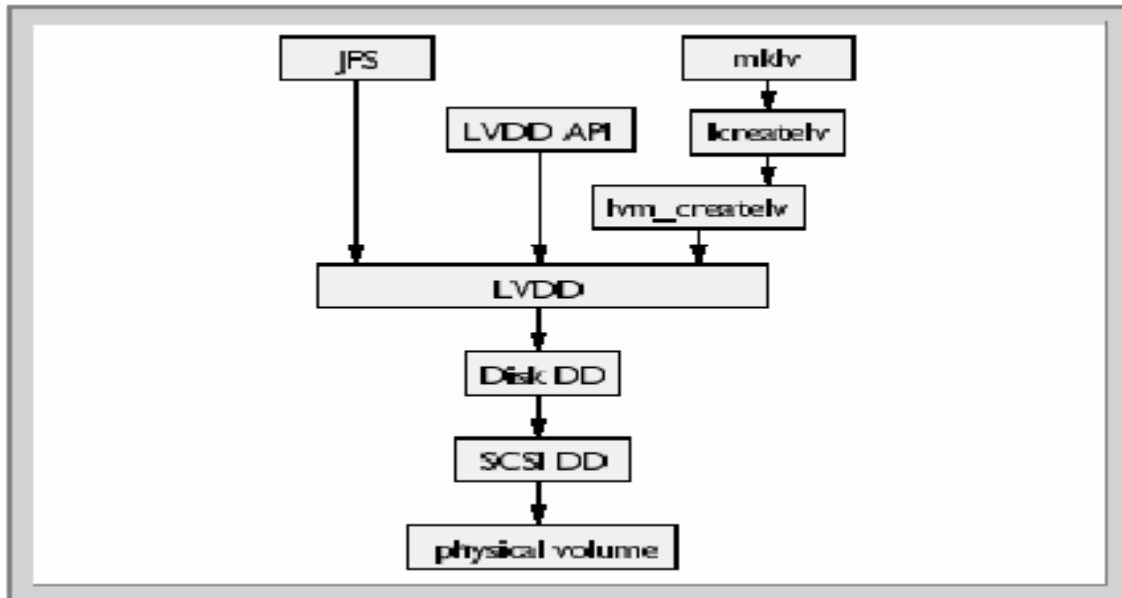 JFS
mklv
LVDD API
lcreatelv
lvm_createlv
LVDD
Disk DD
SCSI DD
physical volume